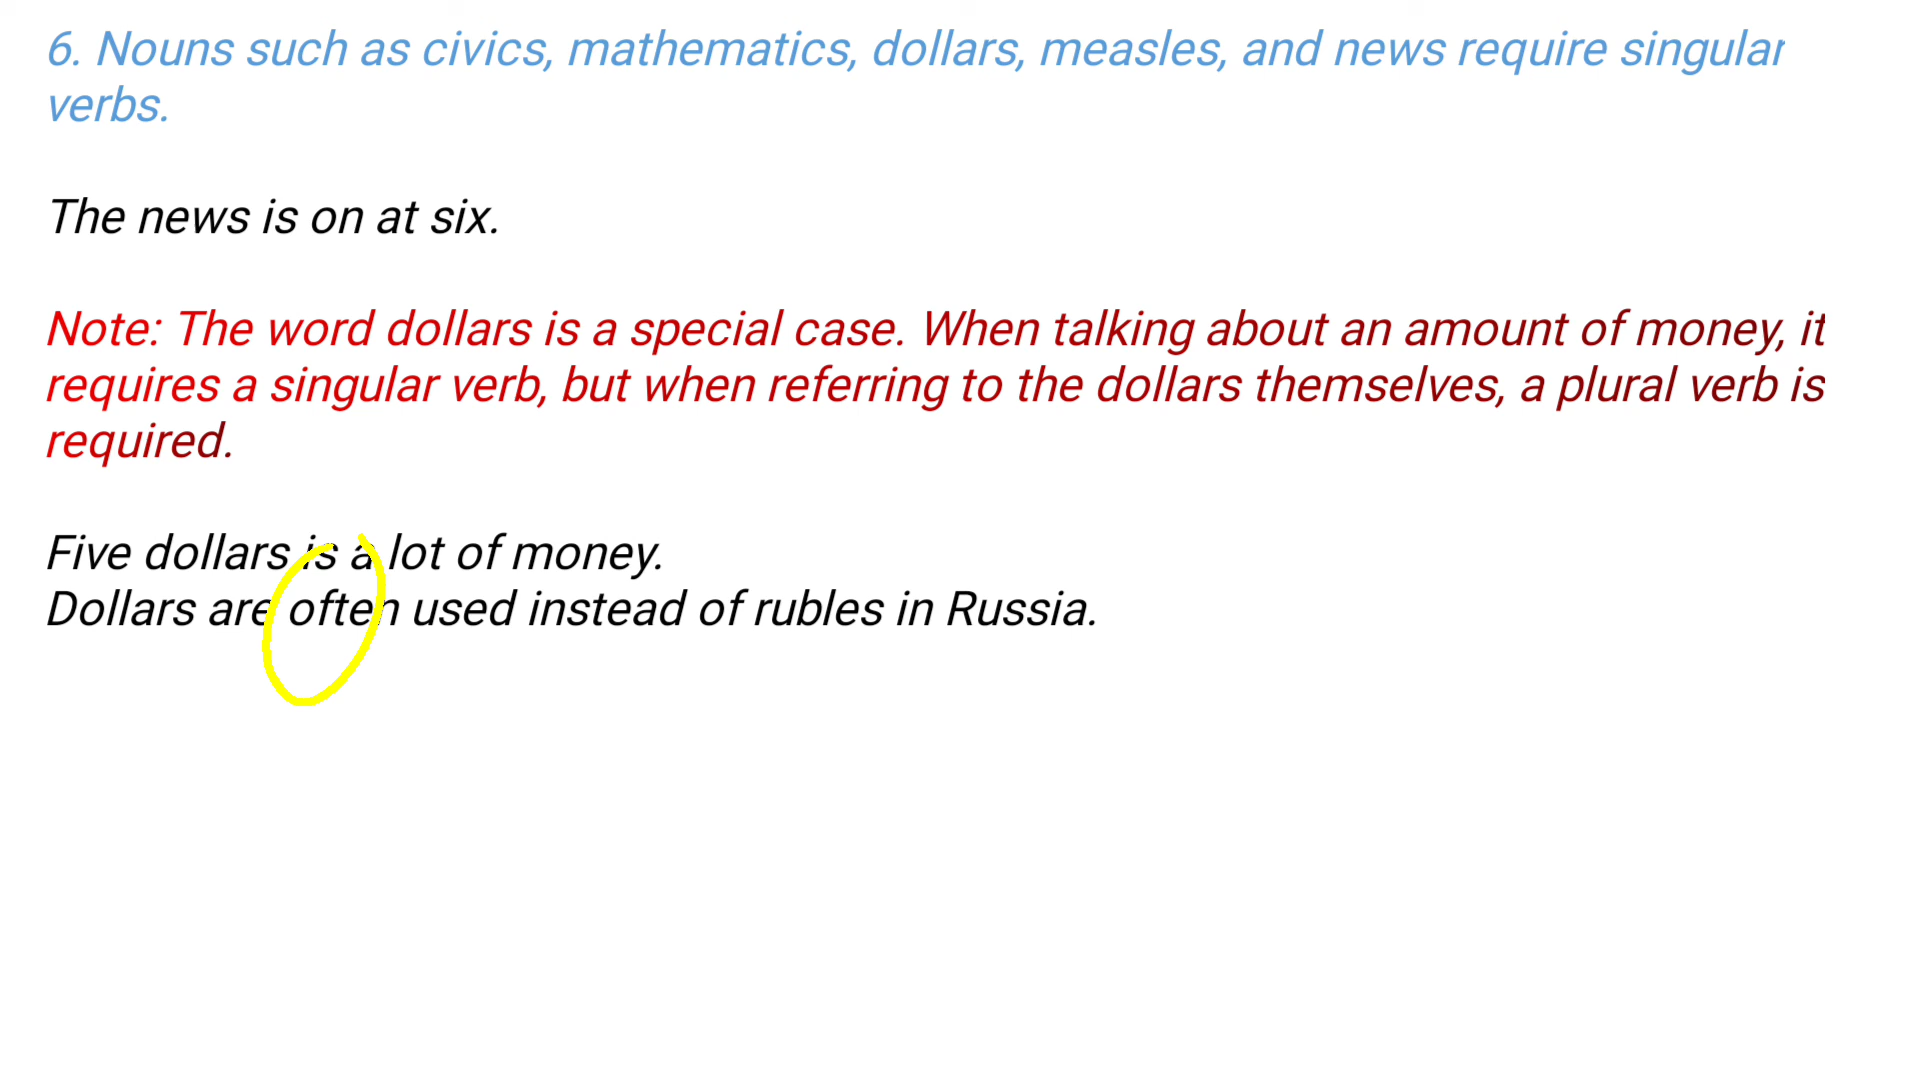 6. Nouns such as civics, mathematics, dollars, measles, and news require singular
verbs.
The news is on at six.
Note: The word dollars is a special case. When talking about an amount of money, it
requires a singular verb, but when referring to the dollars themselves, a plural verb is
required.
Five dollars is a lot of money.
Dollars are often used instead of rubles in Russia.